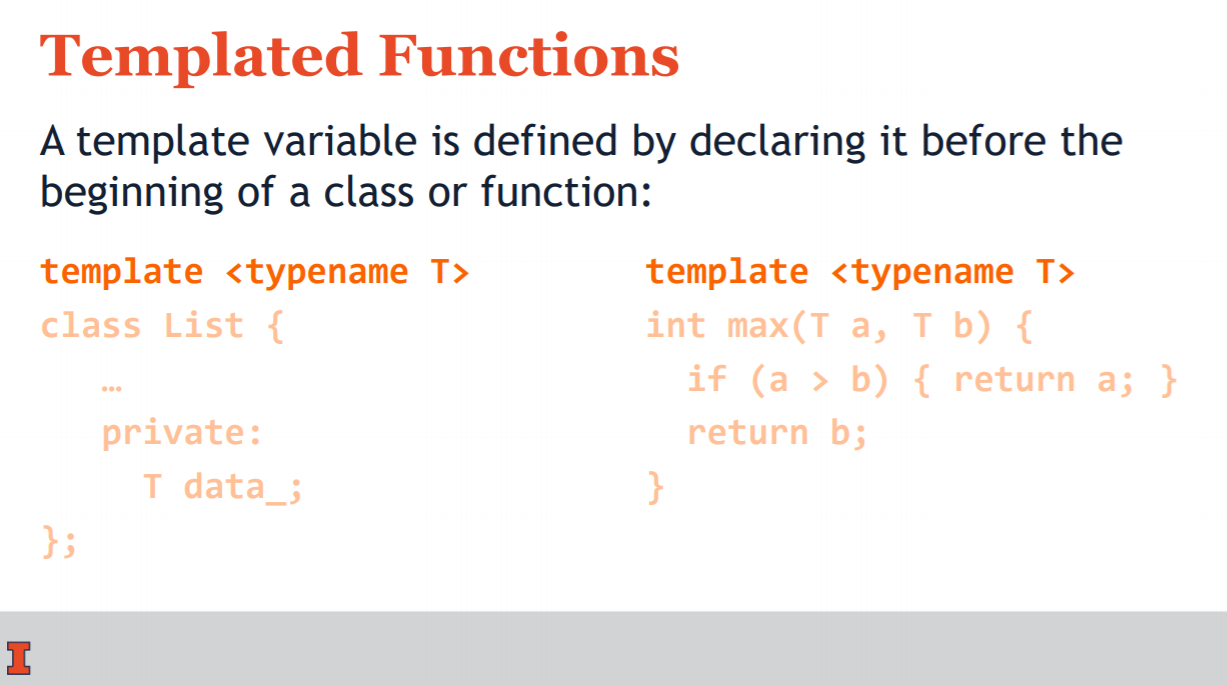 Templated Functions
A template variable is defined by declaring it before the
beginning of a class or function:
template <typename T>
class List {
…
private:
T data_;
};
template <typename T>
int max(T a, T b) {
if (a > b) { return a; }
return b;
}
I